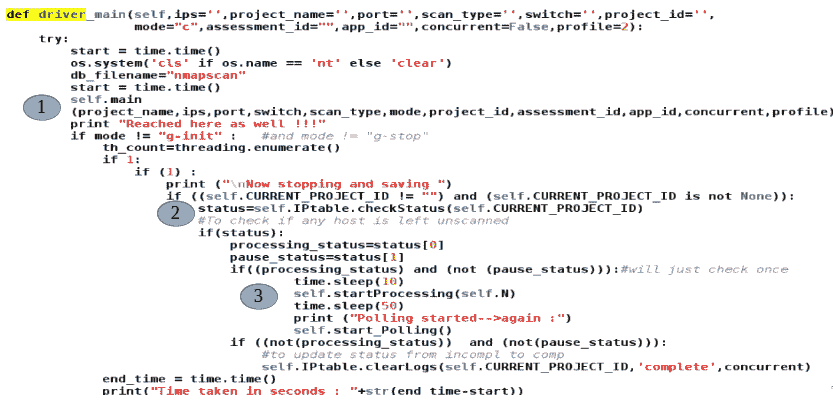 def driver_main(self,ips='',project_name='',port='',scan_type='',switch='',project_id='',
mode="c",assessment_id="",app_id="",concurrent=False,profile=2):
try:
start = time.time()
os.system('cls' if os.name == 'nt' else 'clear')
db_filename="nmapscan"
start = time.time()
1 self.main
(project_name,ips,port,switch,scan_type,mode,project_id,assessment_id,app_id,concurrent,profile)
print "Reached here as well !!!"
if mode != "g-init" : #and mode != "g-stop"
th_count=threading.enumerate()
if 1:
if (1) :
print ("\nNow stopping and saving ")
if ((self.CURRENT_PROJECT_ID != "") and (self.CURRENT_PROJECT_ID is not None)):
2 status=self.IPtable.checkStatus(self.CURRENT_PROJECT_ID)
#To check if any host is left unscanned
if(status):
processing_status=status[0]
pause_status=status[1]
if((processing_status) and (not (pause_status))):#will just check once
time.sleep(10)
3 self.startProcessing(self.N)
time.sleep(50)
print ("Polling started-->again :")
self.start_Polling()
if ((not(processing_status)) and (not(pause_status))):
#to update status from incompl to comp
self.IPtable.clearLogs(self.CURRENT_PROJECT_ID,'complete',concurrent)
end_time = time.time()
print("Time taken in seconds : "+str(end_time-start))